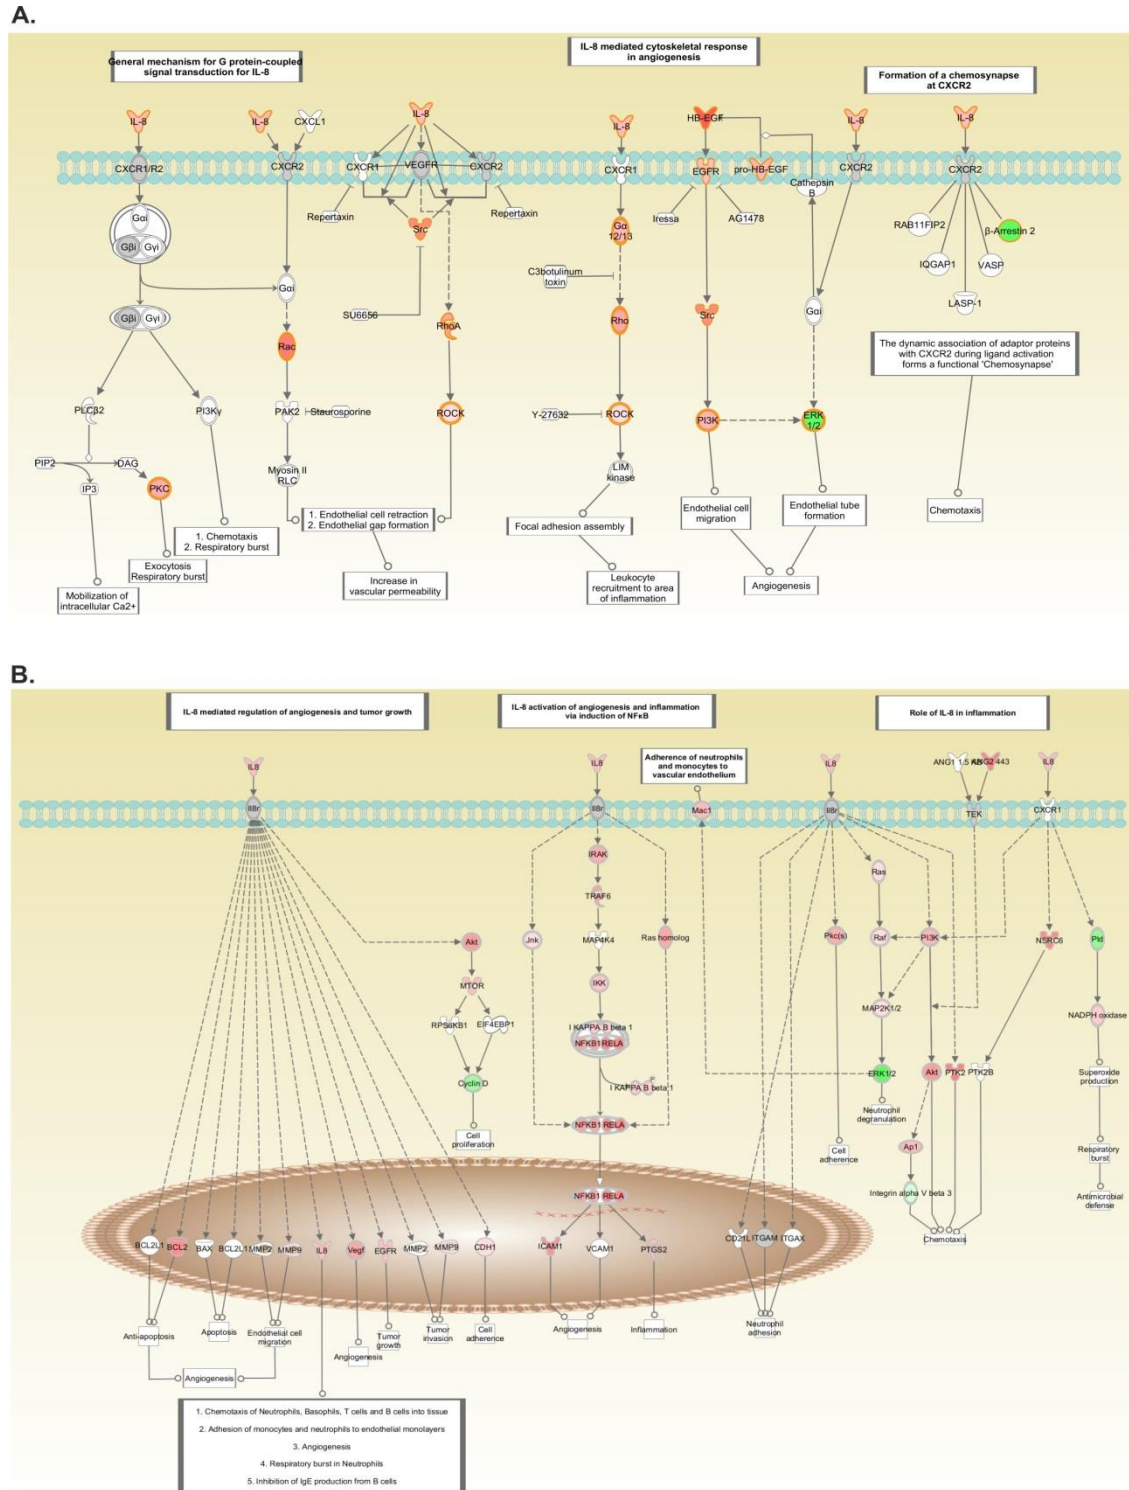 A.
General mechanism for G protein-coupled
signal transduction for IL-8
IL-8 mediated cytoskeletal response
in angiogenesis
Formation of a chemosynapse
at CXCR2
IL-8
IL-8
CXCL1
IL-8
IL-8
HB-EGF
IL-8
IL-8
CXCR1/R2
CXCR2
CXCR1
VEGFR
CXCR2
CXCR1
EGFR
pro-HB-EGF
Cathepsin
B
CXCR2
CXCR2
Gαi
Gβi
Gγi
Repertaxin
Src
Repertaxin
Gα
12/13
Iressa
AG1478
RAB11FIP2
β-Arrestin 2
IQGAP1
VASP
LASP-1
C3botulinum
toxin
Gαi
Gβi
Gγi
SU6656
RhoA
Rho
Src
Gαi
Rac
The dynamic association of adaptor proteins
with CXCR2 during ligand activation
forms a functional 'Chemosynapse'
PLCβ2
PI3Kγ
PAK2
Staurosporine
ROCK
Y-27632
ROCK
PI3K
ERK
1/2
PIP2
DAG
IP3
PKC
Myosin II
RLC
LIM
kinase
1. Endothelial cell retraction
2. Endothelial gap formation
Focal adhesion assembly
Endothelial cell
migration
Endothelial tube
formation
Chemotaxis
1. Chemotaxis
2. Respiratory burst
Exocytosis
Respiratory burst
Mobilization of
intracellular Ca2+
Increase in
vascular permeability
Leukocyte
recruitment to area
of inflammation
Angiogenesis
B.
IL-8 mediated regulation of angiogenesis and tumor growth
IL-8 activation of angiogenesis and inflammation
via induction of NFκB
Role of IL-8 in inflammation
Adherence of neutrophils
and monocytes to
vascular endothelium
IL8
IL8
IL8
ANG2 443
IL8
Il8r
Il8r
Mac1
Il8r
TEK
CXCR1
IRAK
Ras
TRAF6
Akt
Jnk
MAP4K4
Ras homolog
Pkc(s)
Raf
PI3K
NSRC6
Pld
MTOR
IKK
MAP2K1/2
NADPH oxidase
RPS6KB1
EIF4EBP1
I KAPPA B beta 1
NFKB1 RELA
Cyclin D
P
I KAPPA B beta 1
ERK1/2
Akt
PTK2
PTK2B
Superoxide
production
Neutrophil
degranulation
Cell
proliferation
NFKB1 RELA
Cell
adherence
Ap1
Respiratory
burst
Integrin alpha V beta 3
Antimicrobial
defense
NFKB1 RELA
Chemotaxis
BCL2L1
BCL2
BAX
BCL2L1
MMP2
MMP9
IL8
Vegf
EGFR
MMP2
MMP9
CDH1
ICAM1
VCAM1
PTGS2
CD21L
ITGAM
ITGAX
Anti-apoptosis
Apoptosis
Endothelial cell
migration
Angiogenesis
Tumor
growth
Tumor
invasion
Cell
adherence
Angiogenesis
Inflammation
Neutrophil
adhesion
Angiogenesis
1. Chemotaxis of Neutrophils, Basophils, T cells and B cells into tissue
2. Adhesion of monocytes and neutrophils to endothelial monolayers
3. Angiogenesis
4. Respiratory burst in Neutrophils
5. Inhibition of IgE production from B cells